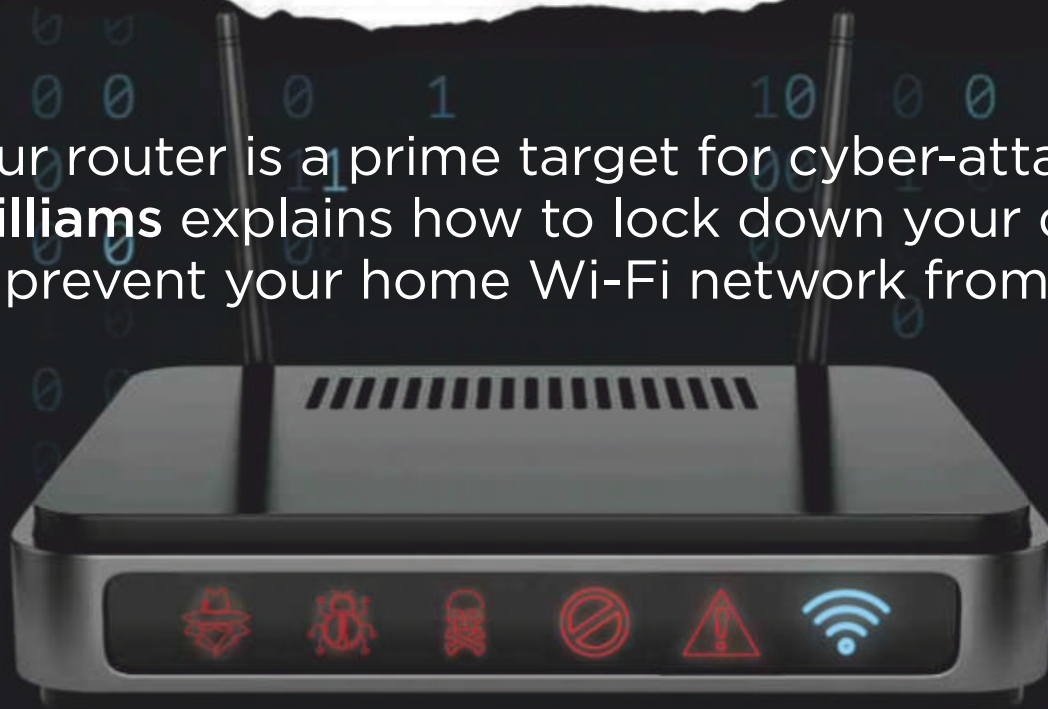 ur router is a prime target for cyber-atta
illiams explains how to lock down your
prevent your home Wi-Fi network from